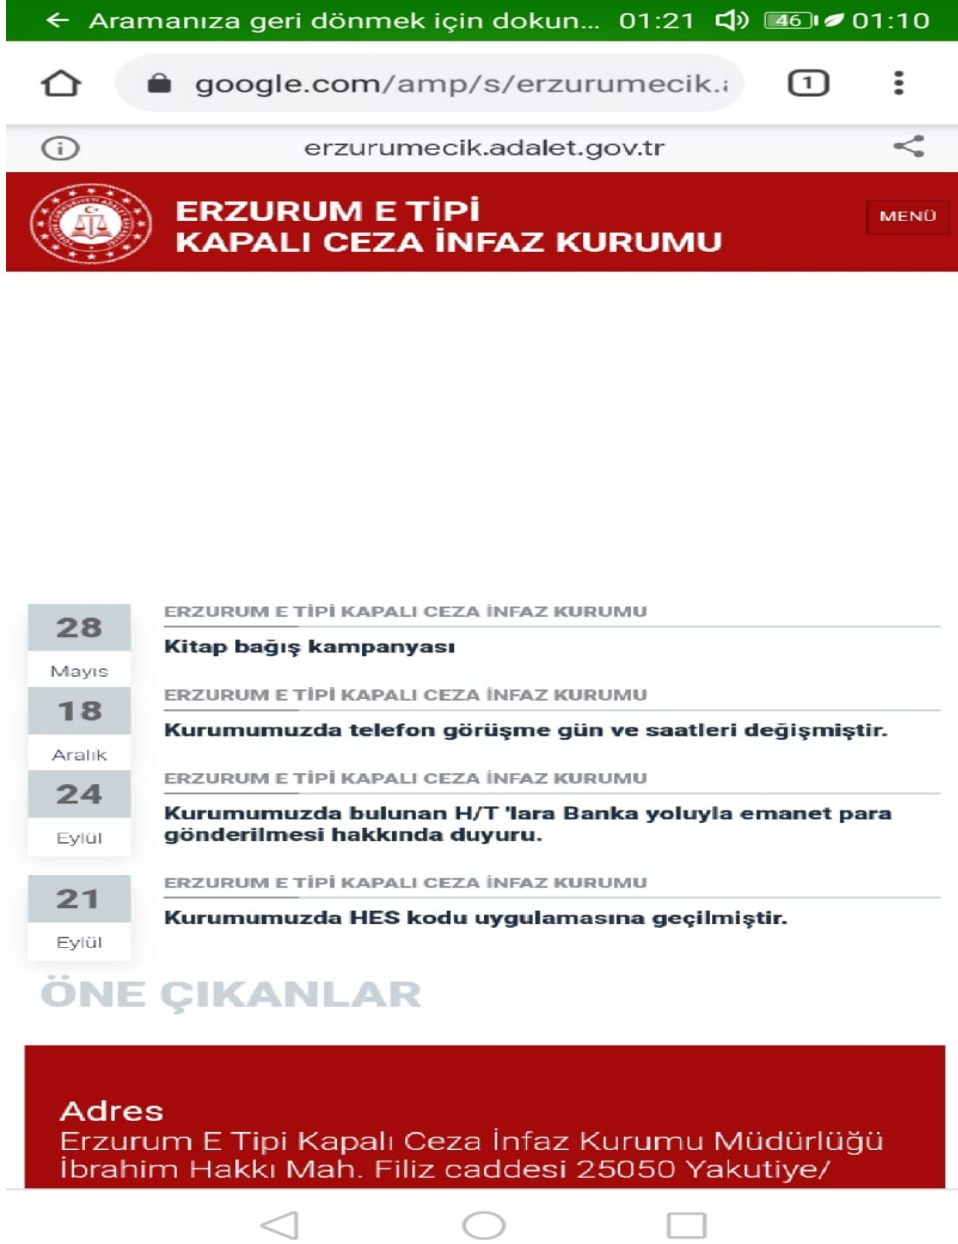 ← Aramanıza geri dönmek için dokun... 01:21 46 01:10
google.com/amp/s/erzurumecik.
1
erzurumecik.adalet.gov.tr
ERZURUM E TİPİ
KAPALI CEZA İNFAZ KURUMU
MENÜ
28
Mayıs
ERZURUM E TİPİ KAPALI CEZA İNFAZ KURUMU
Kitap bağış kampanyası
18
Aralık
ERZURUM E TİPİ KAPALI CEZA İNFAZ KURUMU
Kurumumuzda telefon görüşme gün ve saatleri değişmiştir.
24
Eylül
ERZURUM E TİPİ KAPALI CEZA İNFAZ KURUMU
Kurumumuzda bulunan H/T 'lara Banka yoluyla emanet para
gönderilmesi hakkında duyuru.
21
Eylül
ERZURUM E TİPİ KAPALI CEZA İNFAZ KURUMU
Kurumumuzda HES kodu uygulamasına geçilmiştir.
ÖNE ÇIKANLAR
Adres
Erzurum E Tipi Kapalı Ceza İnfaz Kurumu Müdürlüğü
İbrahim Hakkı Mah. Filiz caddesi 25050 Yakutiye/